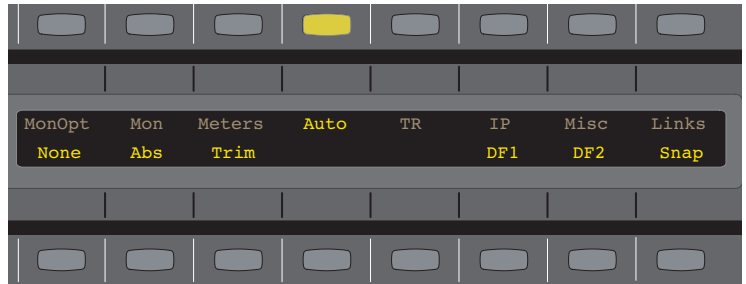 MonOpt Mon Meters Auto TR IP Misc Links
None Abs Trim DF1 DF2 Snap